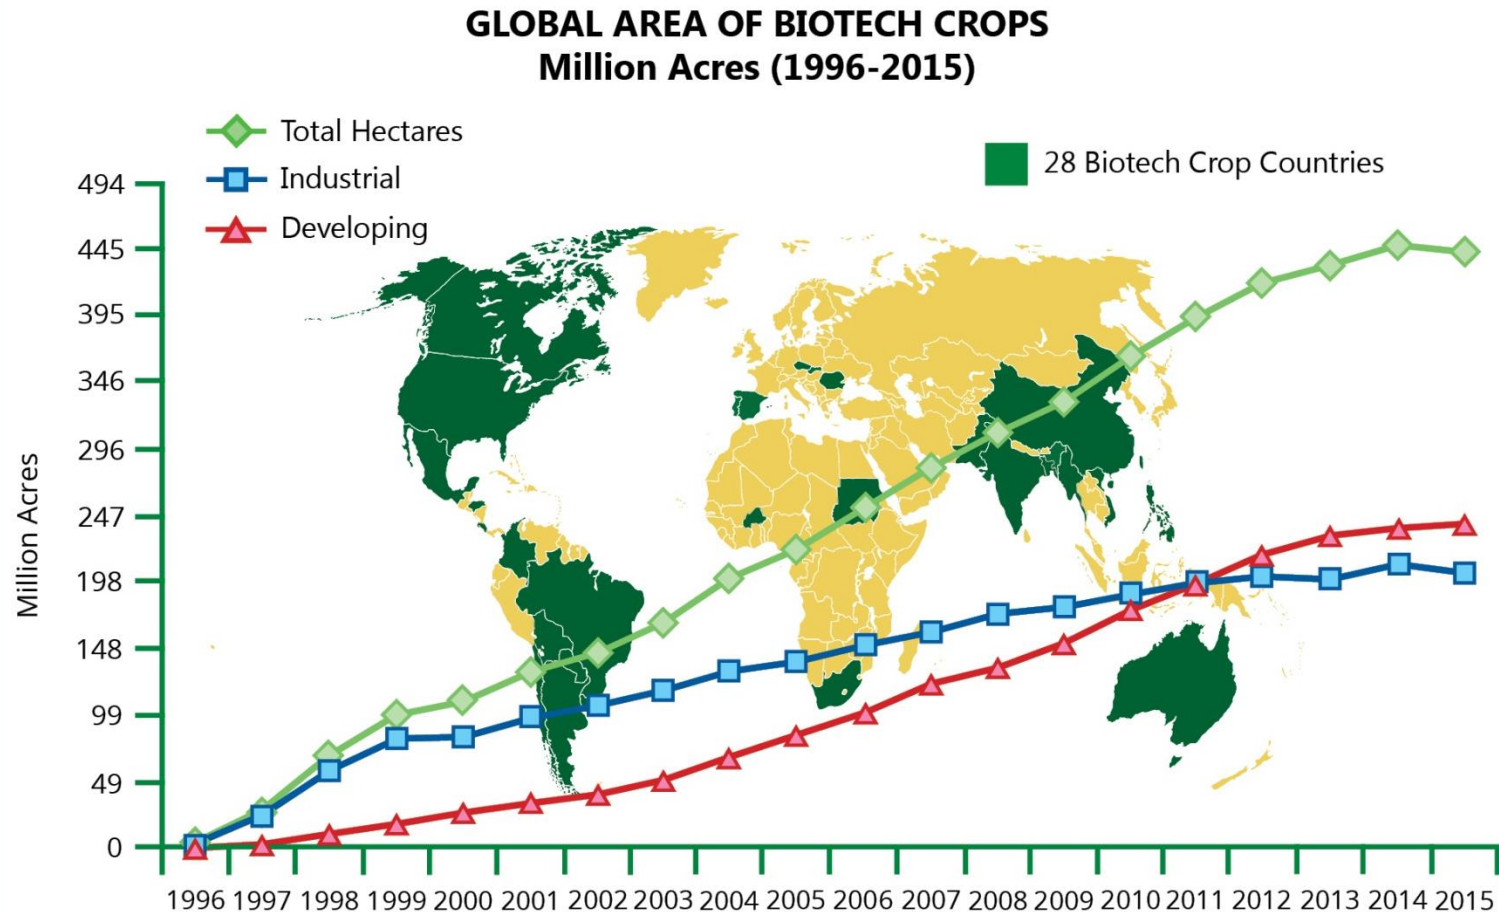 GLOBAL AREA OF BIOTECH CROPS
Million Acres (1996-2015)
Total Hectares
Industrial
Developing
28 Biotech Crop Countries
Million Acres
494
445
395
346
296
247
198
148
99
49
0
1996 1997 1998 1999 2000 2001 2002 2003 2004 2005 2006 2007 2008 2009 2010 2011 2012 2013 2014 2015